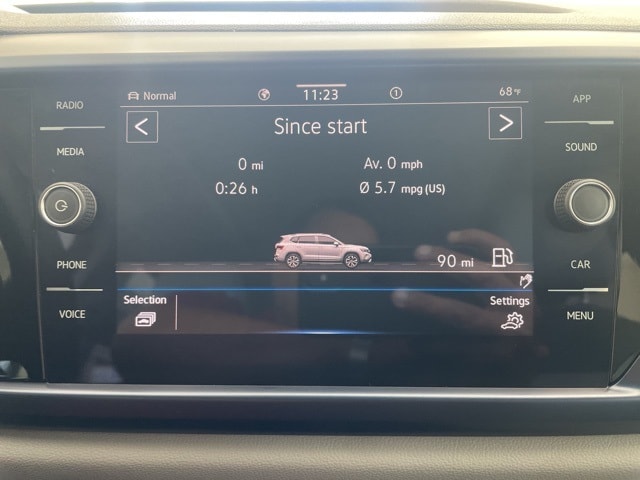 RADIO
MEDIA
PHONE
VOICE
Normal 11:23 1 68°F
Since start
0 mi Av. 0 mph
0:26 h Ø 5.7 mpg (US)
90 mi
Selection Settings
APP
SOUND
CAR
MENU